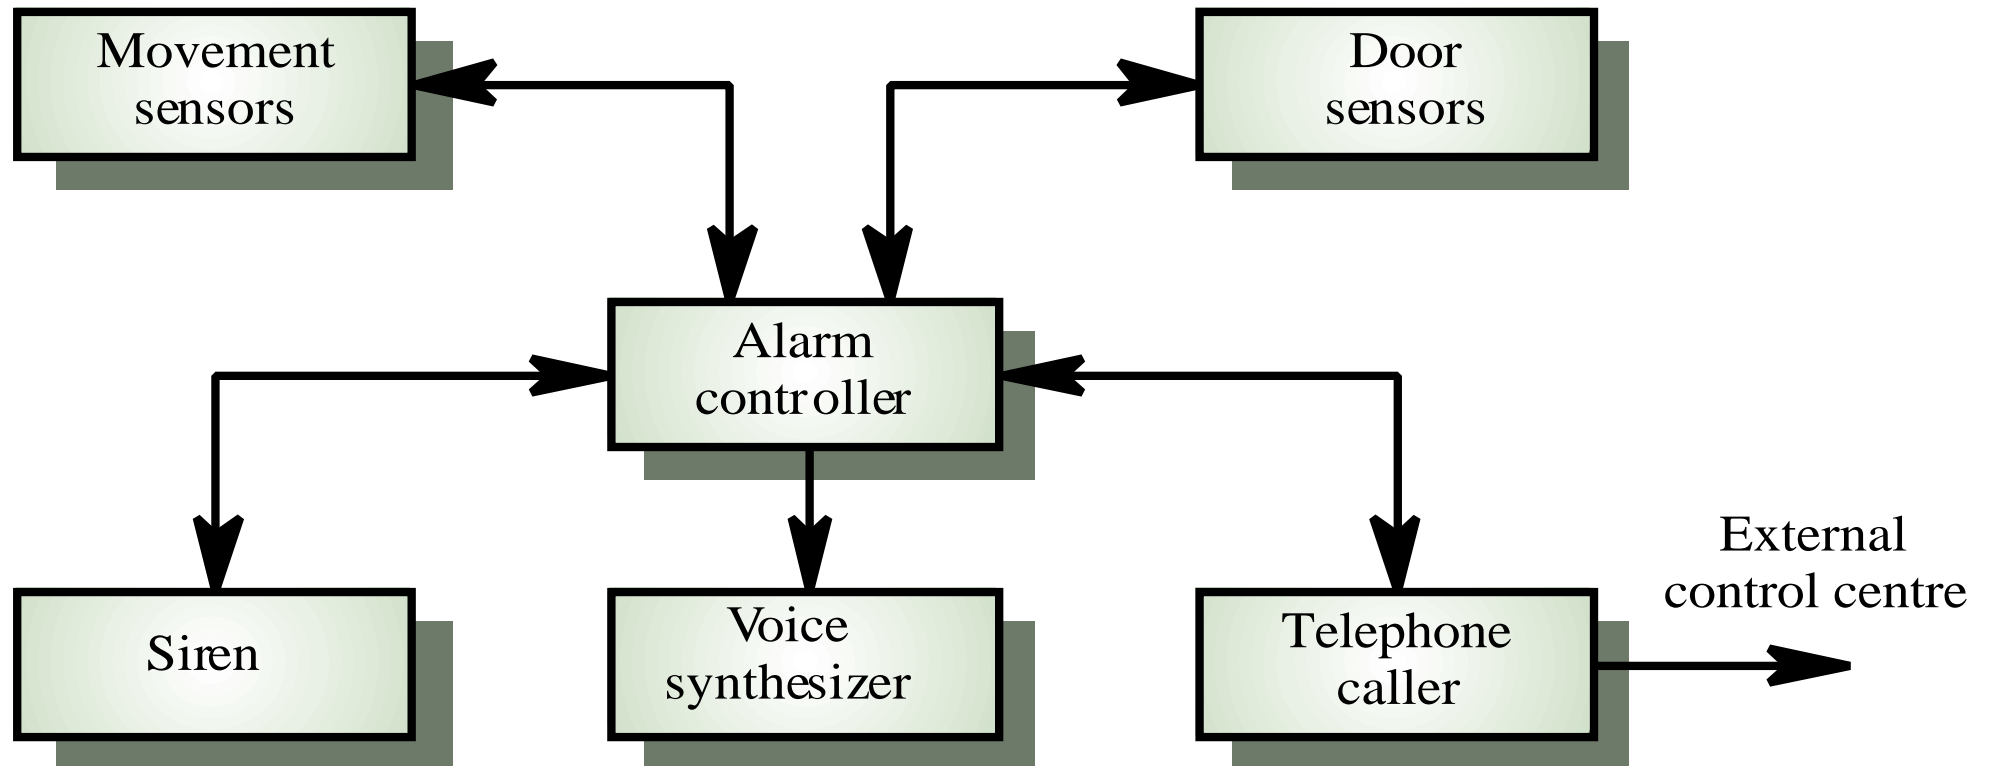 Movement
sensors
Door
sensors
Alarm
controller
Siren
Voice
synthesizer
Telephone
caller
External
control centre